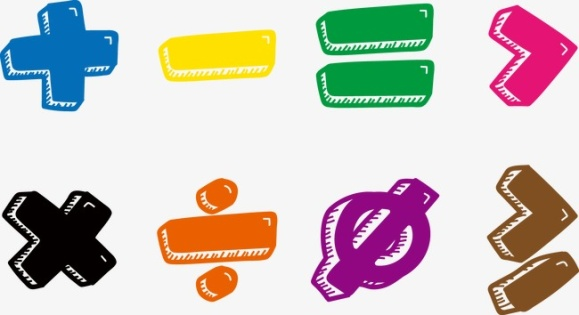 + − = >
× ÷ ∅ ≥